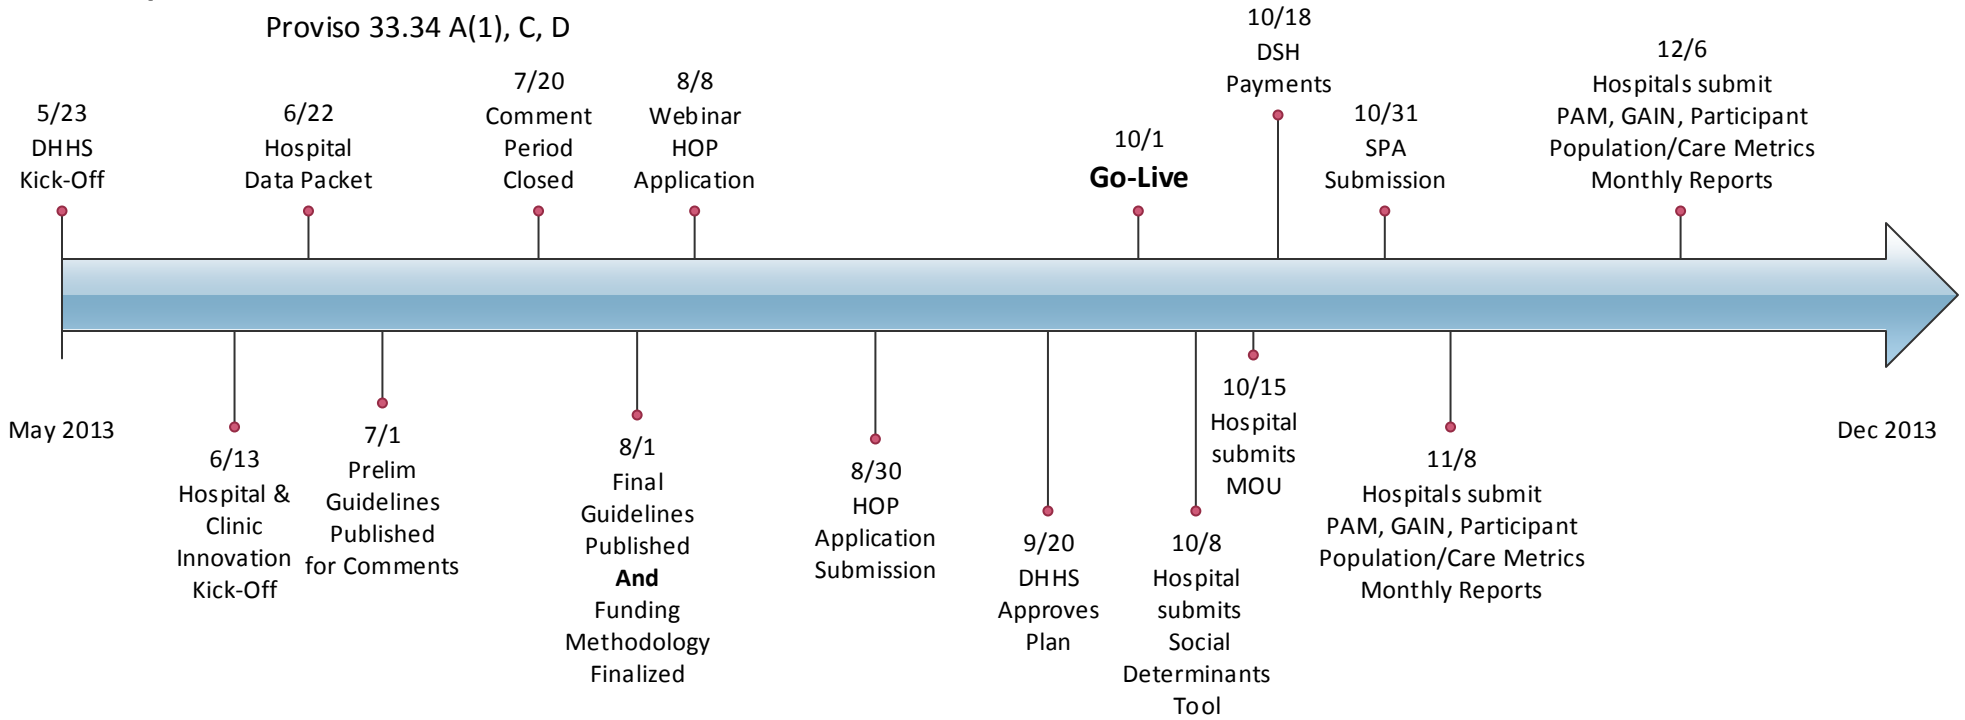 Proviso 33.34 A(1), C, D
5/23
DHHS
Kick-Off
6/22
Hospital
Data Packet
7/20
Comment
Period
Closed
8/8
Webinar
HOP
Application
10/1
Go-Live
10/18
DSH
Payments
10/31
SPA
Submission
12/6
Hospitals submit
PAM, GAIN, Participant
Population/Care Metrics
Monthly Reports
May 2013
6/13
Hospital &
Clinic
Innovation
Kick-Off
7/1
Prelim
Guidelines
Published
for Comments
8/1
Final
Guidelines
Published
And
Funding
Methodology
Finalized
8/30
HOP
Application
Submission
9/20
DHHS
Approves
Plan
10/8
Hospital
submits
Social
Determinants
Tool
10/15
Hospital
submits
MOU
11/8
Hospitals submit
PAM, GAIN, Participant
Population/Care Metrics
Monthly Reports
Dec 2013